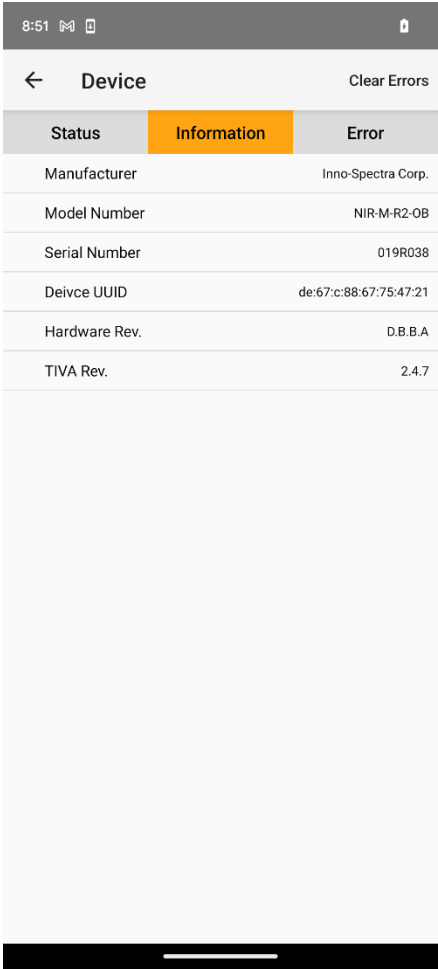 8:51
Device Clear Errors
Status Information Error
Manufacturer Inno-Spectra Corp.
Model Number NIR-M-R2-OB
Serial Number 019R038
Deivce UUID de:67:c:88:67:75:47:21
Hardware Rev. D.B.B.A
TIVA Rev. 2.4.7